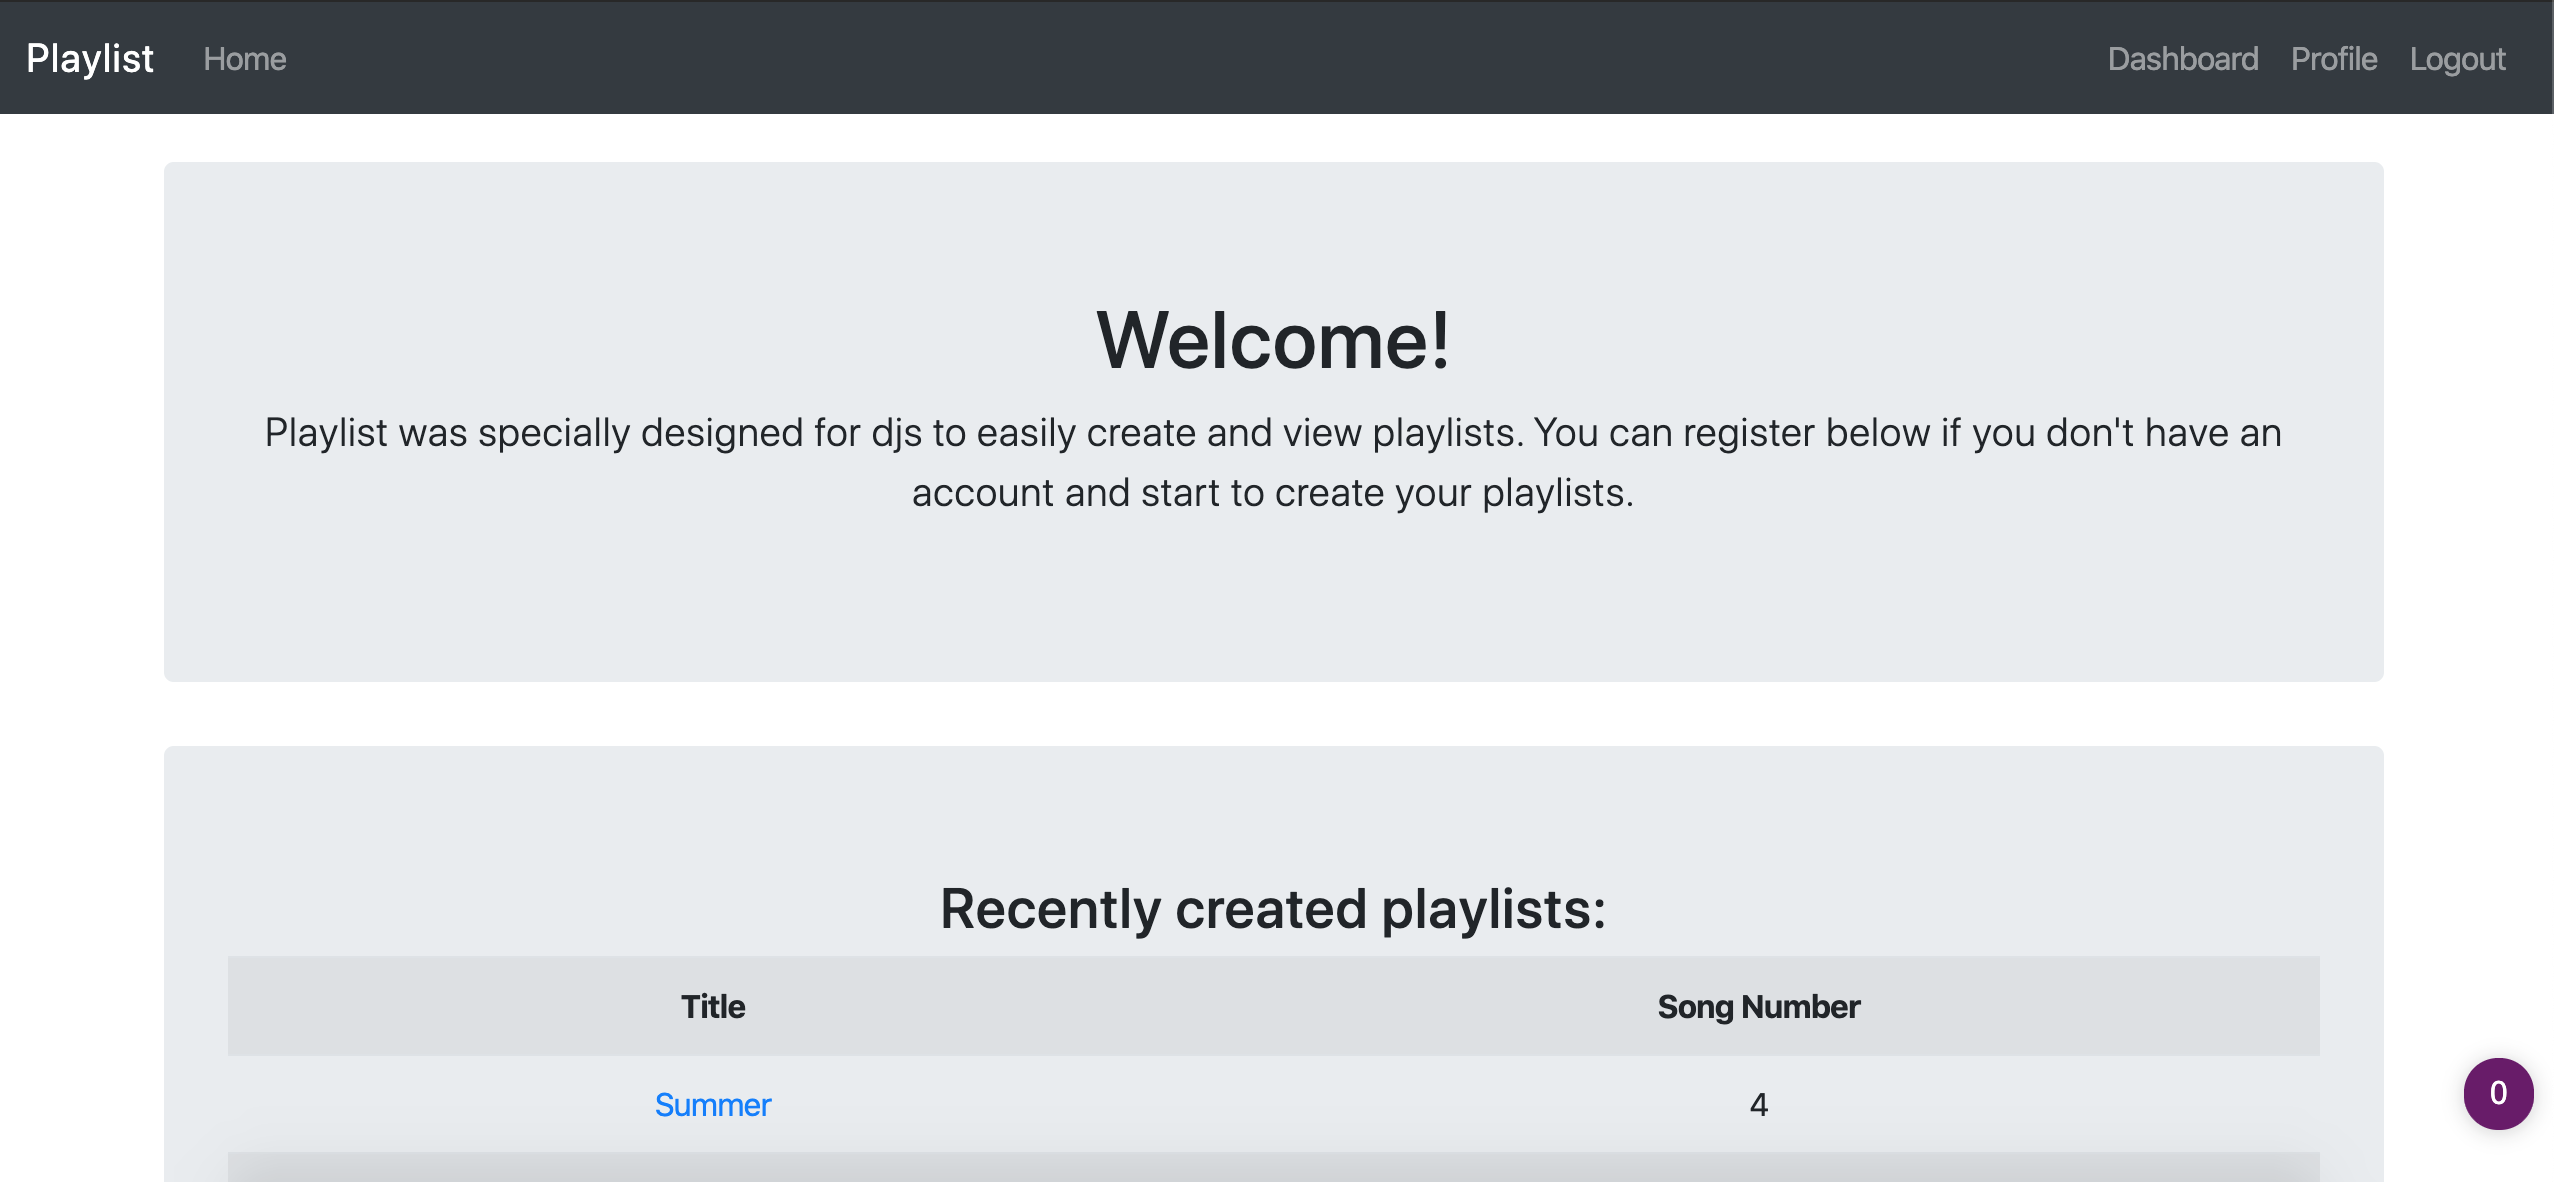 Playlist Home Dashboard Profile Logout
Welcome!
Playlist was specially designed for djs to easily create and view playlists. You can register below if you don't have an
account and start to create your playlists.
Recently created playlists:
Title Song Number
Summer 4
0